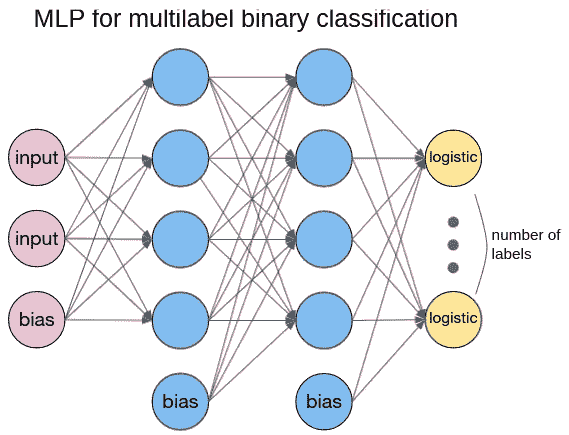 MLP for multilabel binary classification
input
input
bias
bias
bias
logistic
logistic
number of
labels